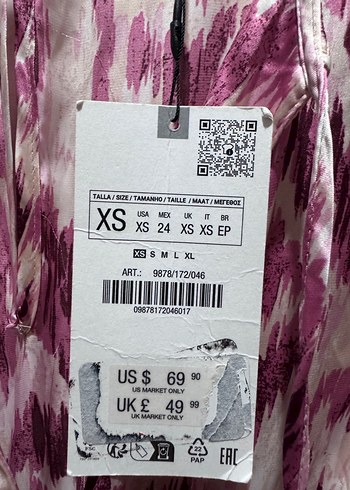 TALLA / SIZE / TAMANHO / TAILLE / MAAT / ΜΕΓΕΘΟΣ
XS
USA MEX UK IT BR
XS 24 XS XS EP
XS S M L XL
ART.: 9878/172/046
09878172046017
US $ 69 90
US MARKET ONLY
UK £ 49 99
UK MARKET ONLY
FSC
22
PAP
EAC